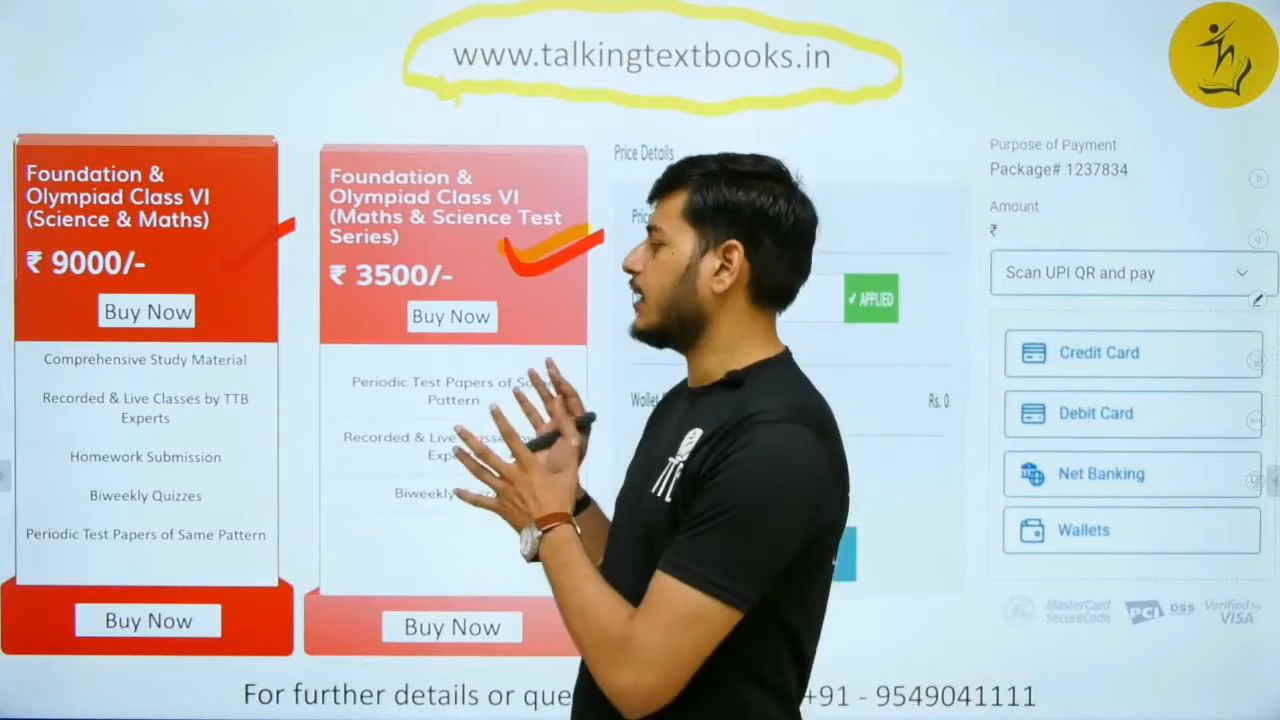 www.talkingtextbooks.in
Foundation &
Olympiad Class VI
(Science & Maths)
₹ 9000/-
Buy Now
Comprehensive Study Material
Recorded & Live Classes by TTB
Experts
Homework Submission
Biweekly Quizzes
Periodic Test Papers of Same Pattern
Buy Now
Foundation &
Olympiad Class VI
(Maths & Science Test
Series)
₹ 3500/-
Buy Now
Periodic Test Papers of
Pattern
Recorded & Live
Biweekly
Buy Now
Price Details
✓ APPLIED
Rs. 0
Purpose of Payment
Package# 1237834
Amount
₹
Scan UPI QR and pay
Credit Card
Debit Card
Net Banking
Wallets
MasterCard
SecureCode
PCI DSS
Verified by
VISA
TTB
For further details or +91 - 9549041111